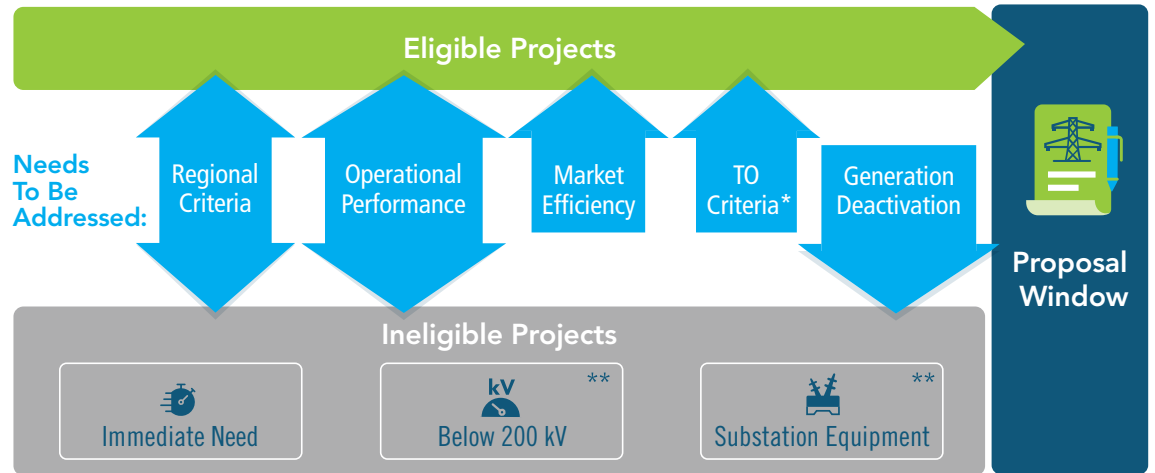 Eligible Projects
Needs
To Be
Addressed:
Regional
Criteria
Operational
Performance
Market
Efficiency
TO
Criteria*
Generation
Deactivation
Proposal
Window
Ineligible Projects
Immediate Need
kV
**
Below 200 kV
**
Substation Equipment